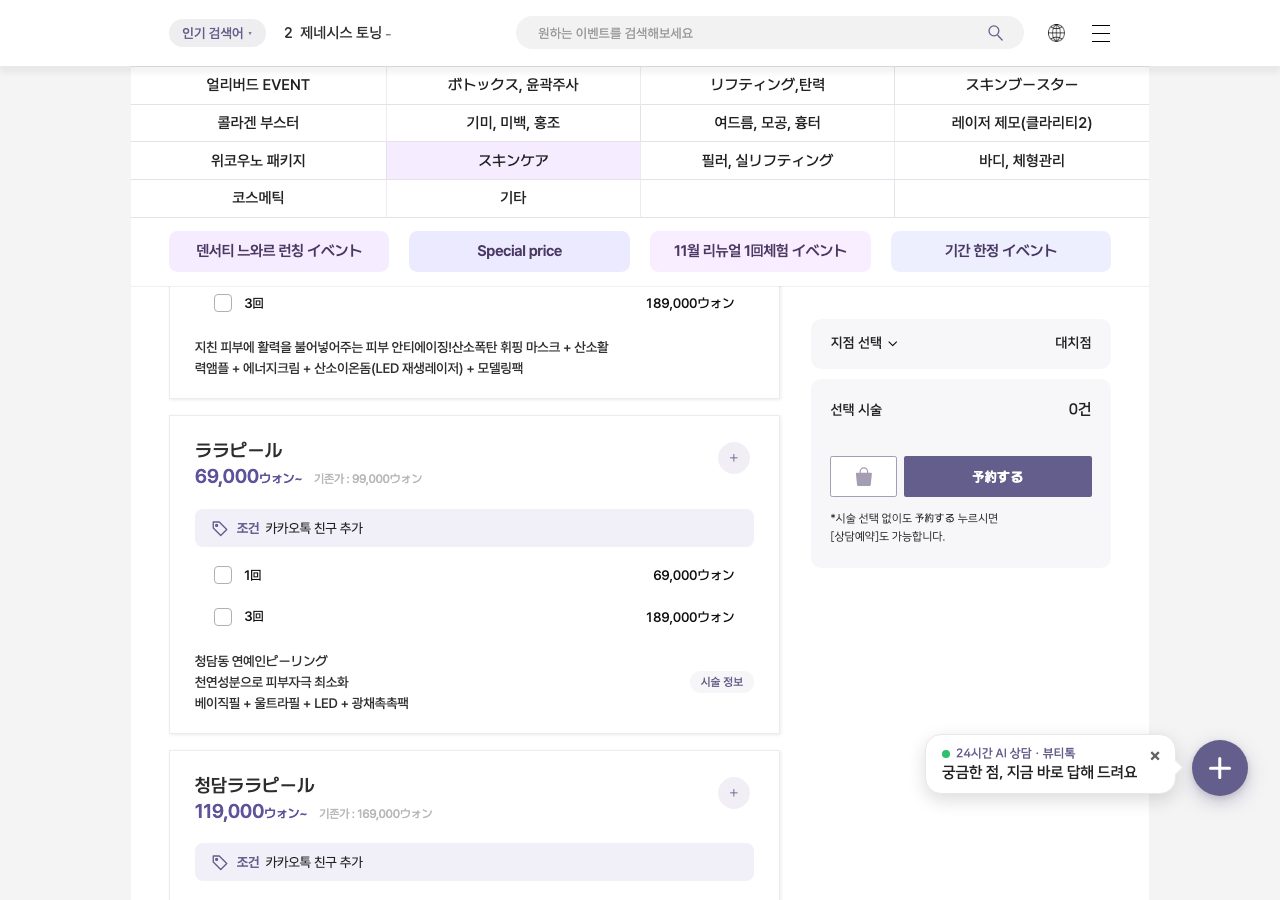 인기 검색어
2 제네시스 토닝 –
원하는 이벤트를 검색해보세요
얼리버드 EVENT
ボトックス, 윤곽주사
リフティング,탄력
スキンブースター
콜라겐 부스터
기미, 미백, 홍조
여드름, 모공, 흉터
레이저 제모(클라리티2)
위코우노 패키지
スキンケア
필러, 실リフティング
바디, 체형관리
코스메틱
기타
덴서티 느와르 런칭 イベント
Special price
11월 리뉴얼 1회체험 イベント
기간 한정 イベント
3回 189,000ウォン
지친 피부에 활력을 불어넣어주는 피부 안티에이징!산소폭탄 휘핑 마스크 + 산소활
력앰플 + 에너지크림 + 산소이온돔(LED 재생레이저) + 모델링팩
지점 선택 대치점
선택 시술 0건
予約する
*시술 선택 없이도 予約する 누르시면
[상담예약]도 가능합니다.
ララピール
+
69,000ウォン~ 기존가 : 99,000ウォン
조건 카카오톡 친구 추가
1回 69,000ウォン
3回 189,000ウォン
청담동 연예인ピーリング
천연성분으로 피부자극 최소화
베이직필 + 울트라필 + LED + 광채촉촉팩
시술 정보
청담ララピール
+
119,000ウォン~ 기존가 : 169,000ウォン
조건 카카오톡 친구 추가
24시간 AI 상담 · 뷰티톡
궁금한 점, 지금 바로 답해 드려요